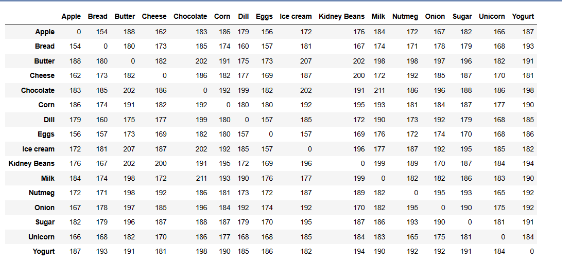 Apple Bread Butter Cheese Chocolate Corn Dill Eggs Ice cream Kidney Beans Milk Nutmeg Onion Sugar Unicorn Yogurt
Apple 0 154 188 162 183 186 179 156 172 176 184 172 167 182 166 187
Bread 154 0 180 173 185 174 160 157 181 167 174 171 178 179 168 193
Butter 188 180 0 182 202 191 175 173 207 202 198 198 197 196 182 191
Cheese 162 173 182 0 186 182 177 169 187 200 172 192 185 187 170 181
Chocolate 183 185 202 186 0 192 199 182 202 191 211 186 196 188 186 198
Corn 186 174 191 182 192 0 180 180 192 195 193 181 184 187 177 190
Dill 179 160 175 177 199 180 0 157 185 172 190 173 292 179 168 185
Eggs 156 157 173 169 182 180 157 0 157 169 176 172 174 170 168 186
Ice cream 172 181 207 187 202 192 185 157 0 196 177 187 192 195 185 182
Kidney Beans 176 167 202 200 191 195 172 169 196 0 199 189 170 187 184 194
Milk 184 174 198 172 211 193 190 176 177 199 0 182 182 186 183 190
Nutmeg 172 171 198 192 186 181 173 172 187 189 182 0 195 193 165 192
Onion 167 178 197 185 196 184 192 174 192 170 182 195 0 190 175 192
Sugar 182 179 196 187 188 187 179 170 195 187 186 193 190 0 181 191
Unicorn 166 168 182 170 186 177 168 168 185 184 183 165 175 181 0 184
Yogurt 187 193 191 181 198 190 185 186 182 194 190 192 192 191 184 0